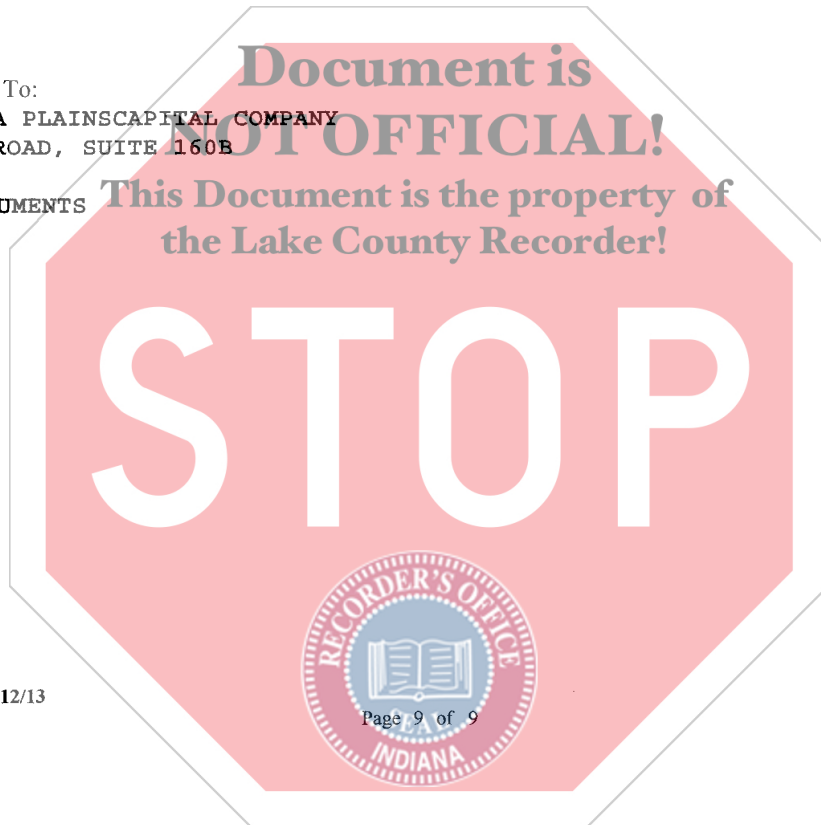 Document is
To:
A PLAINSCAPITAL COMPANY
NOT OFFICIAL!
ROAD, SUITE 160B
UMENTS
This Document is the property of
the Lake County Recorder!
STOP
RECORDER'S OFFICE
12/13
Page 9 of 9
SEAL
INDIANA